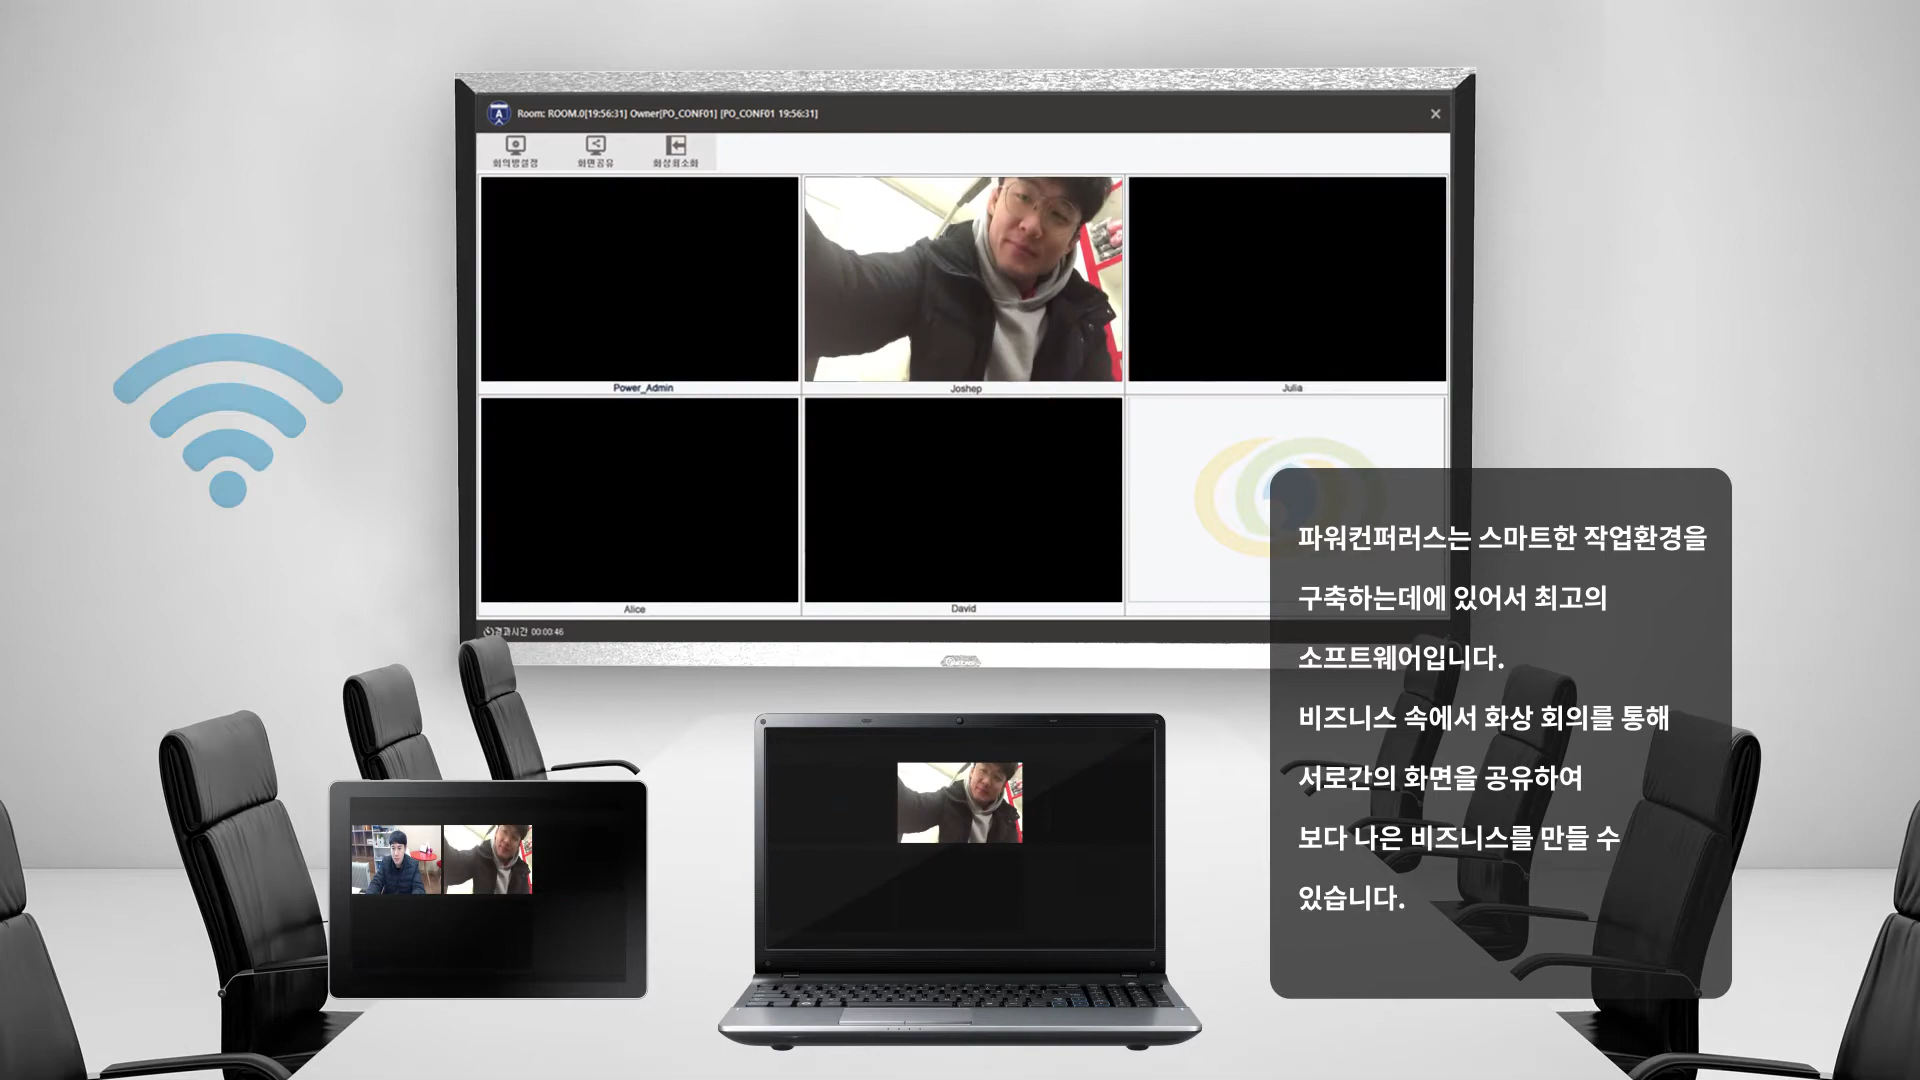 Room: ROOM.0[19:56:31] Owner[PO_CONF01] [PO_CONF01 19:56:31]
회의방설정 화면공유 화상최소화
Power_Admin Joshep Julia
Alice David
경과시간 00:00:46
파워컨퍼러스는 스마트한 작업환경을
구축하는데에 있어서 최고의
소프트웨어입니다.
비즈니스 속에서 화상 회의를 통해
서로간의 화면을 공유하여
보다 나은 비즈니스를 만들 수
있습니다.